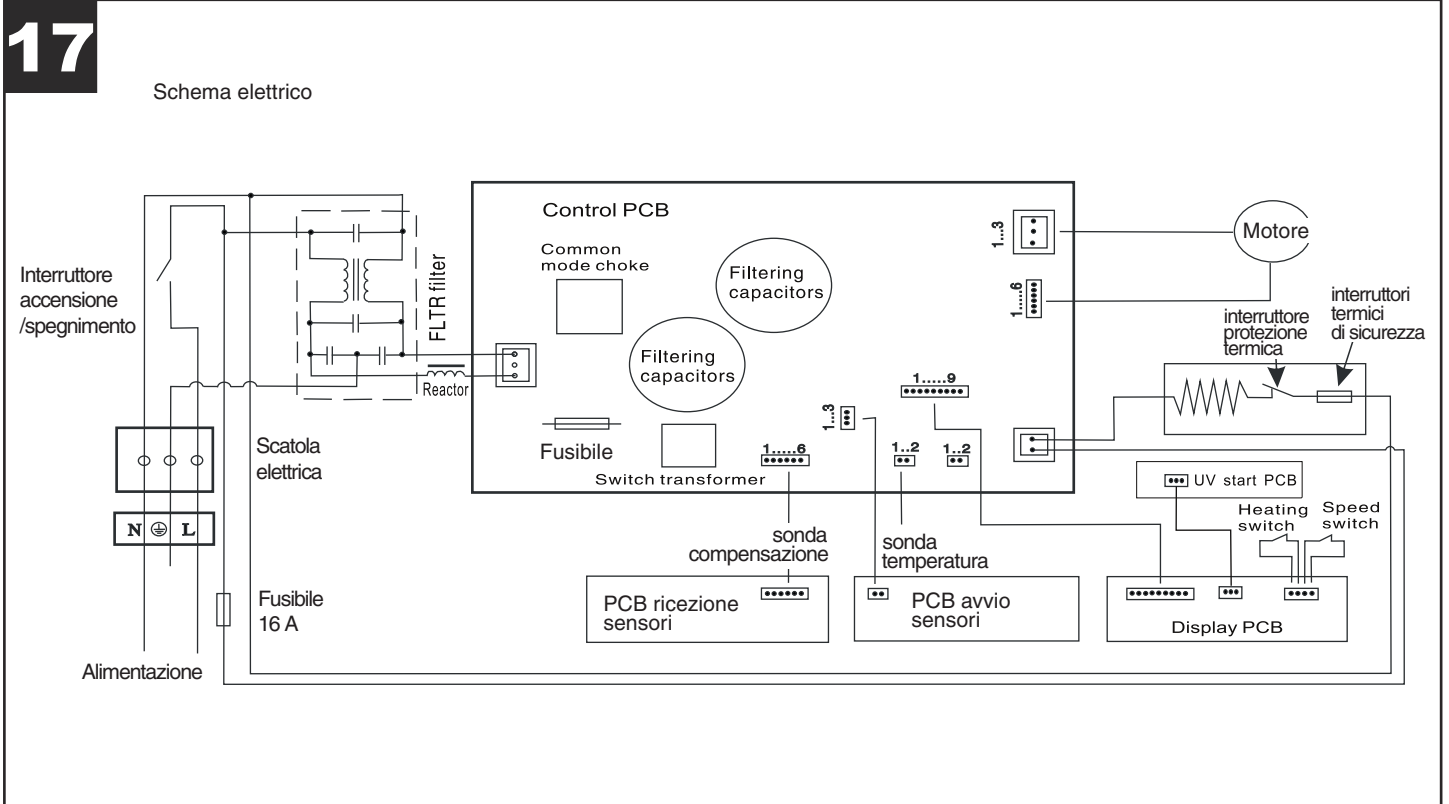 17
Schema elettrico
Interruttore
accensione
/spegnimento
FLTR filter
Reactor
Scatola
elettrica
N L
Fusibile
16 A
Alimentazione
Control PCB
Common
mode choke
Filtering
capacitors
Filtering
capacitors
Fusibile
Switch transformer
1.....6
1...3
1..2
1..2
1.....9
1...3
1.....6
Motore
interruttore
protezione
termica
interruttori
termici
di sicurezza
UV start PCB
Heating
switch
Speed
switch
sonda
compensazione
sonda
temperatura
PCB ricezione
sensori
PCB avvio
sensori
Display PCB